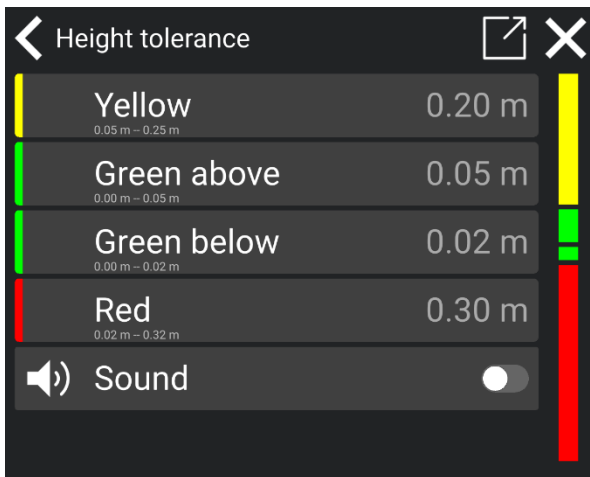 Height tolerance
Yellow
0.20 m
0.05 m – 0.25 m
Green above
0.05 m
0.00 m – 0.05 m
Green below
0.02 m
0.00 m – 0.02 m
Red
0.30 m
0.02 m – 0.32 m
Sound